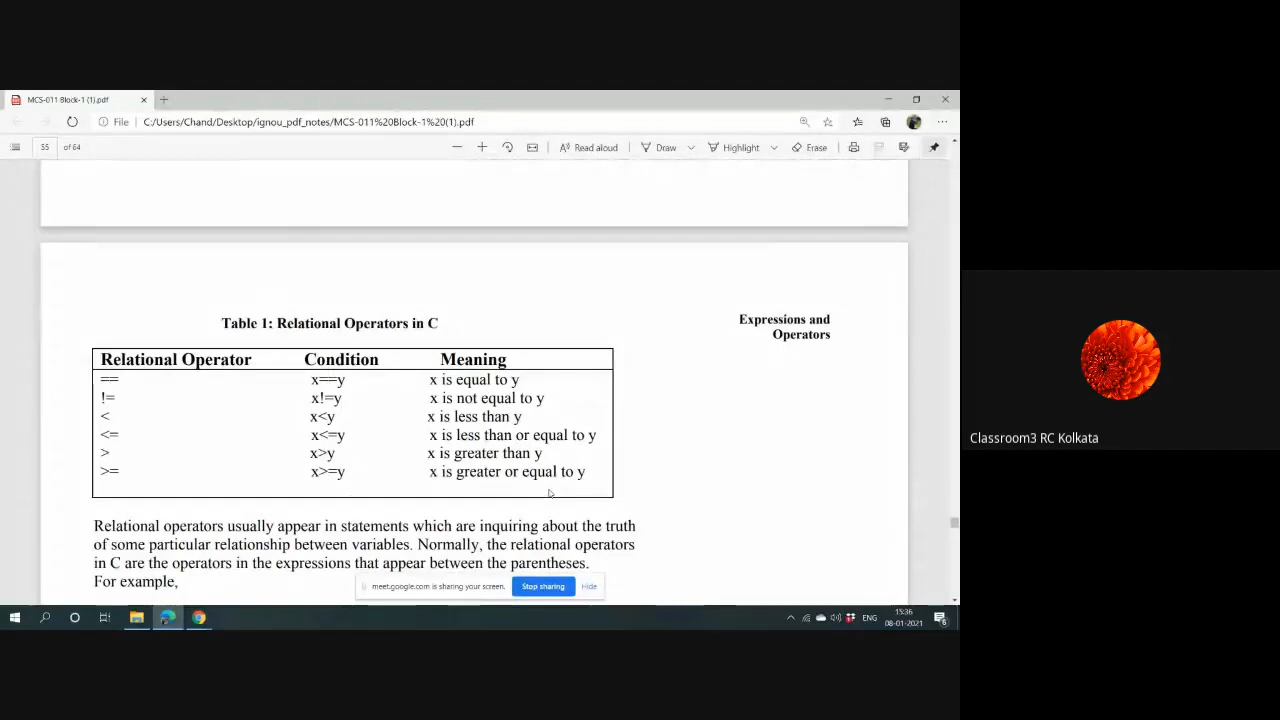 MCS-011 Block-1 (1).pdf
File C:/Users/Chand/Desktop/ignou_pdf_notes/MCS-011%20Block-1%20(1).pdf
55 of 64 Read aloud Draw Highlight Erase
Table 1: Relational Operators in C
Expressions and
Operators
Relational Operator Condition Meaning
== x==y x is equal to y
!= x!=y x is not equal to y
< x<y x is less than y
<= x<=y x is less than or equal to y
> x>y x is greater than y
>= x>=y x is greater or equal to y
Relational operators usually appear in statements which are inquiring about the truth
of some particular relationship between variables. Normally, the relational operators
in C are the operators in the expressions that appear between the parentheses.
For example,
meet.google.com is sharing your screen. Stop sharing Hide
ENG 15:36
08-01-2021
Classroom3 RC Kolkata